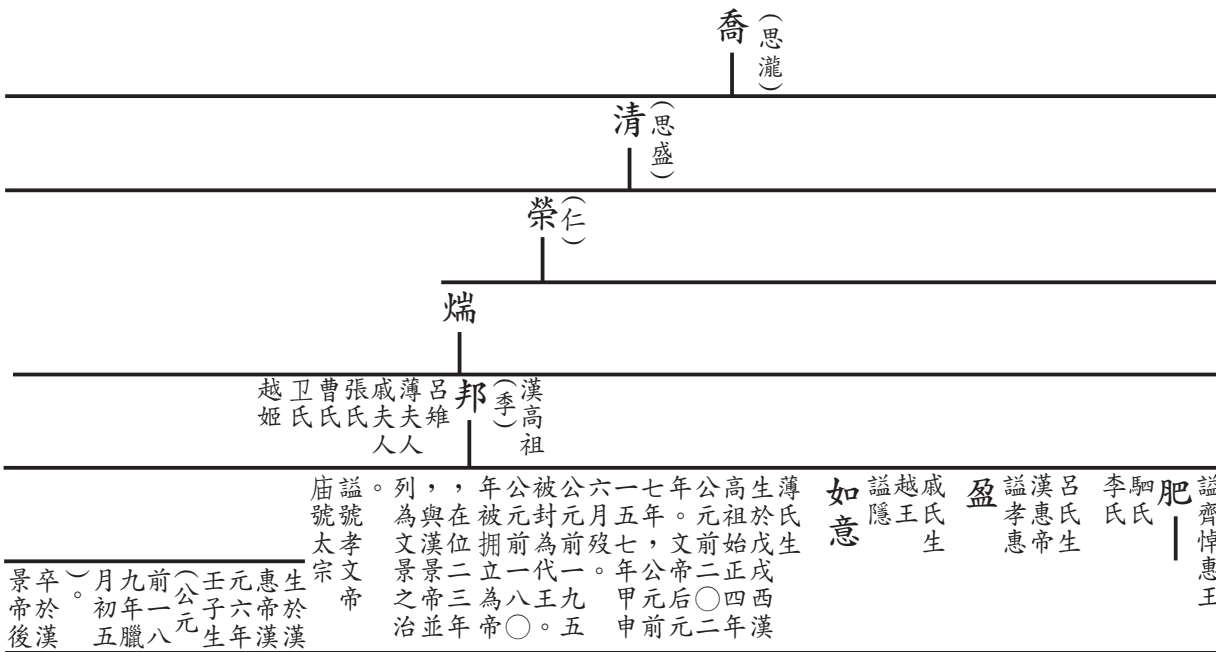 (思瀧)
喬
(思盛)
清
(仁)
榮
煓
漢高祖
(季)
邦
呂雉
薄夫人
戚夫人
張氏
曹氏
卫氏
越姬
謚齊悼惠王
肥
駟氏
李氏
呂氏生
漢惠帝
謚孝惠
盈
戚氏生
越王
謚隱
如意
薄氏生
生於戊戌西漢
高祖始正四年
公元前二〇二
年。文帝后元
七年，公元前
一五七年甲申
六月歿。
公元前一九五
被封為代王。
公元前一八〇
年被拥立為帝
，在位二三年
，與漢景帝並
列為文景之治
。
謚號孝文帝
庙號太宗
生於漢
惠帝漢
元六年
壬子生
(公元
前一八
九年臘
月初五
)。
卒於漢
景帝後